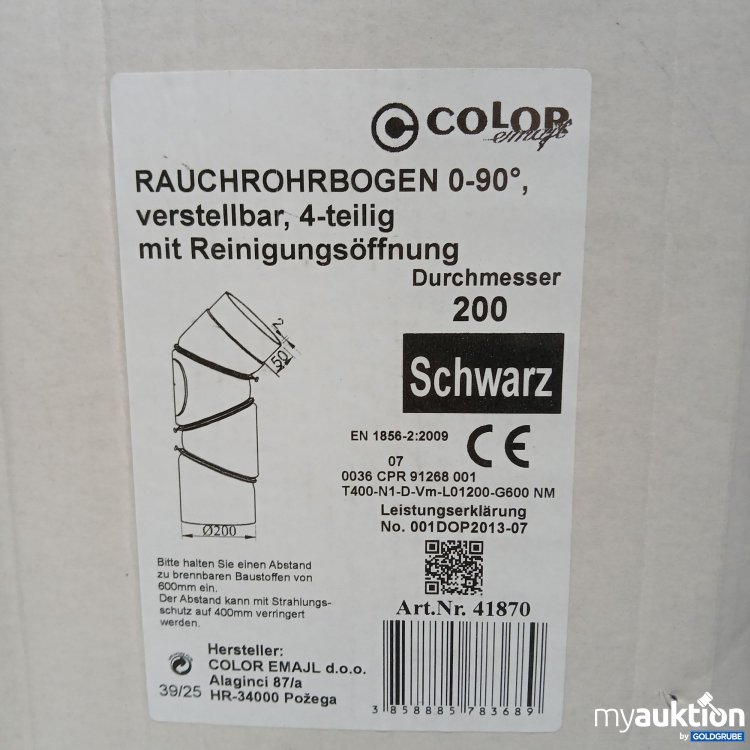 COLOR
emajl
RAUCHROHRBOGEN 0-90°,
verstellbar, 4-teilig
mit Reinigungsöffnung
Durchmesser
200
2
50
Schwarz
EN 1856-2:2009
CE
07
0036 CPR 91268 001
T400-N1-D-Vm-L01200-G600 NM
Leistungserklärung
No. 001DOP2013-07
Ø200
Bitte halten Sie einen Abstand
zu brennbaren Baustoffen von
600mm ein.
Der Abstand kann mit Strahlungs-
schutz auf 400mm verringert
werden.
Art.Nr. 41870
Hersteller:
COLOR EMAJL d.o.o.
Alaginci 87/a
HR-34000 Požega
39/25
3 858885 783689
myauktion
by GOLDGRUBE